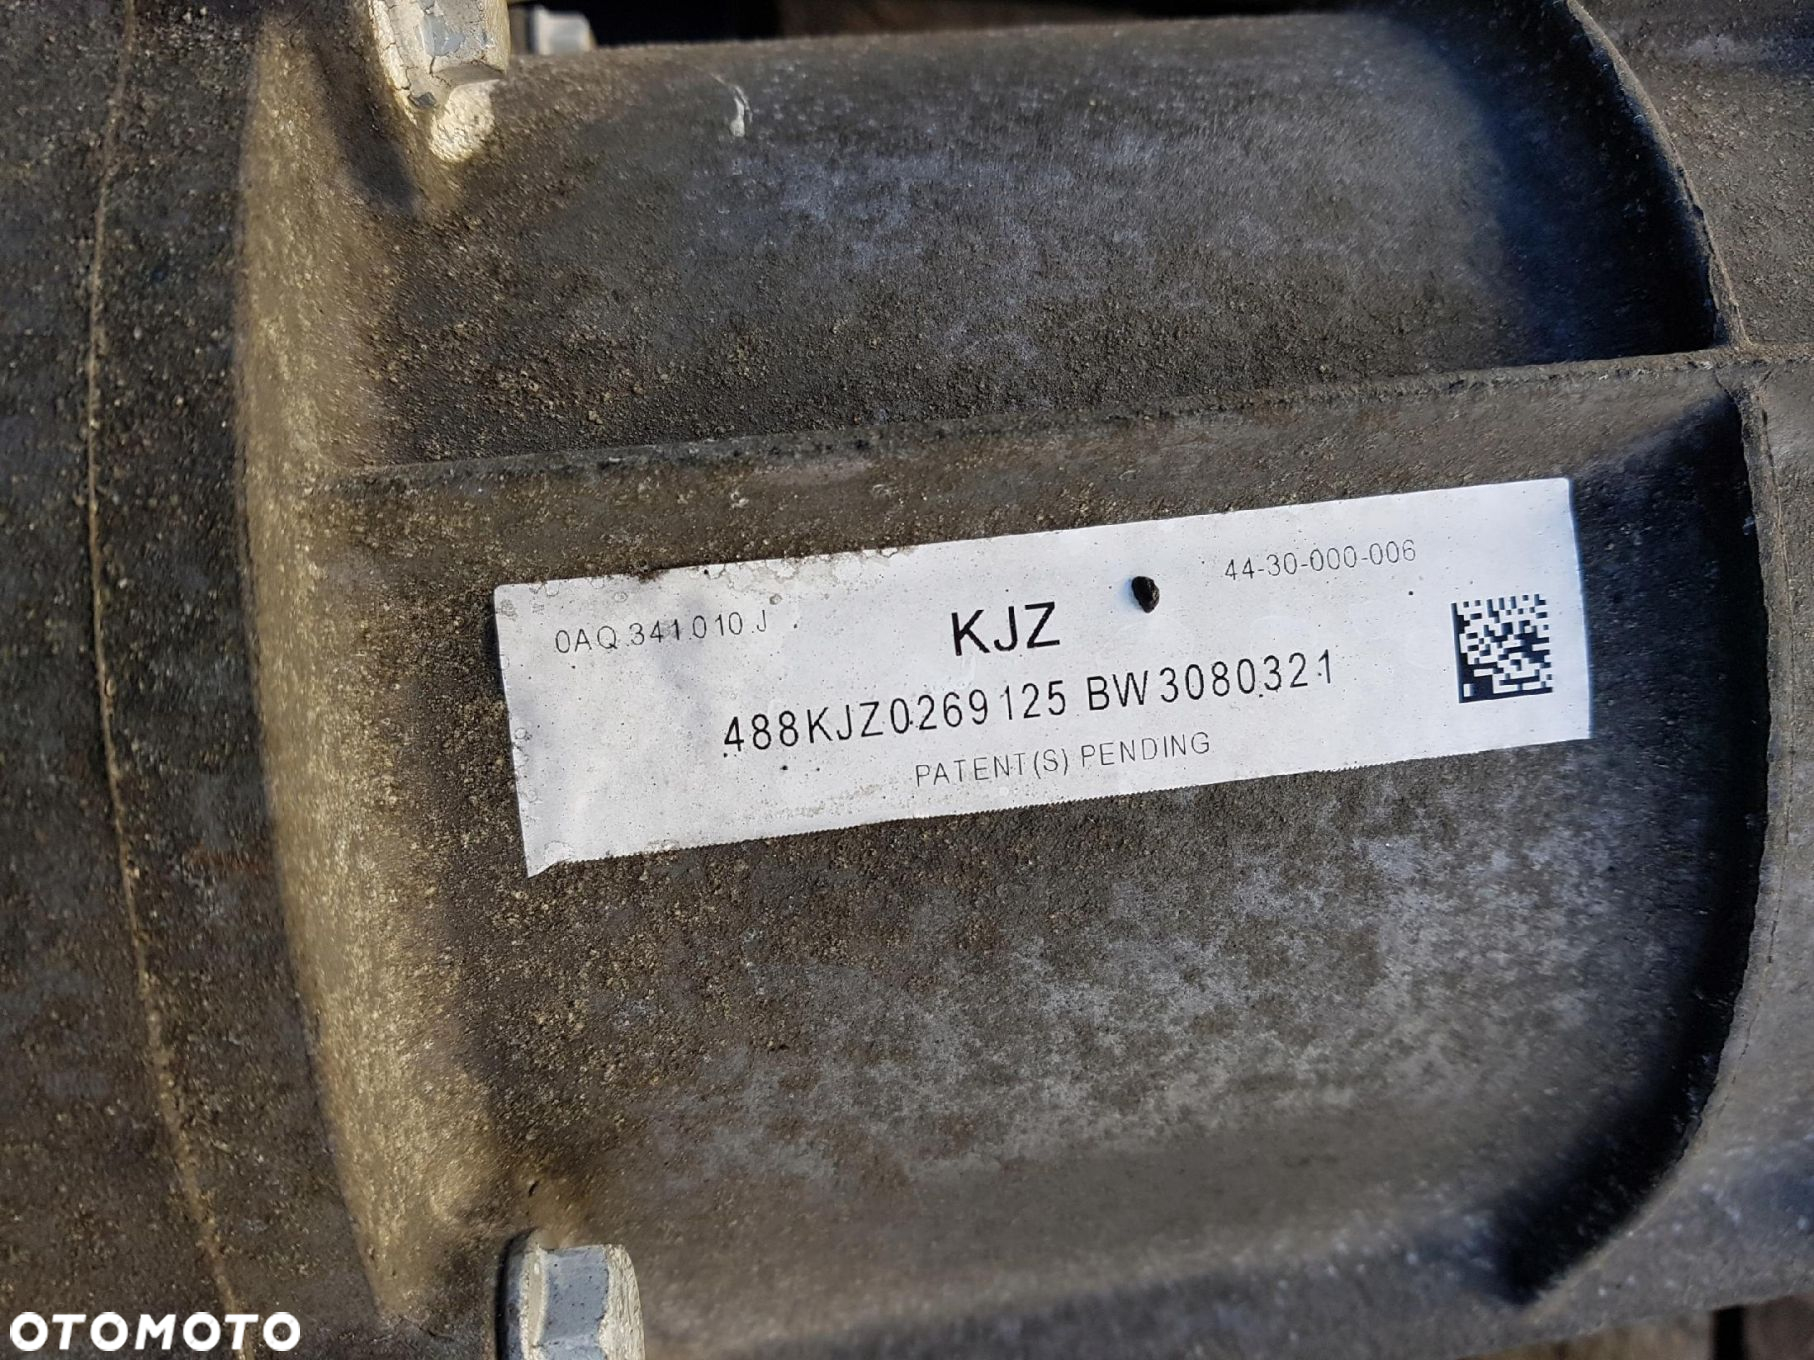 0AQ.341.010.J
44-30-000-006
KJZ
488KJZ0269125 BW3080321
PATENT(S) PENDING
OTOMOTO